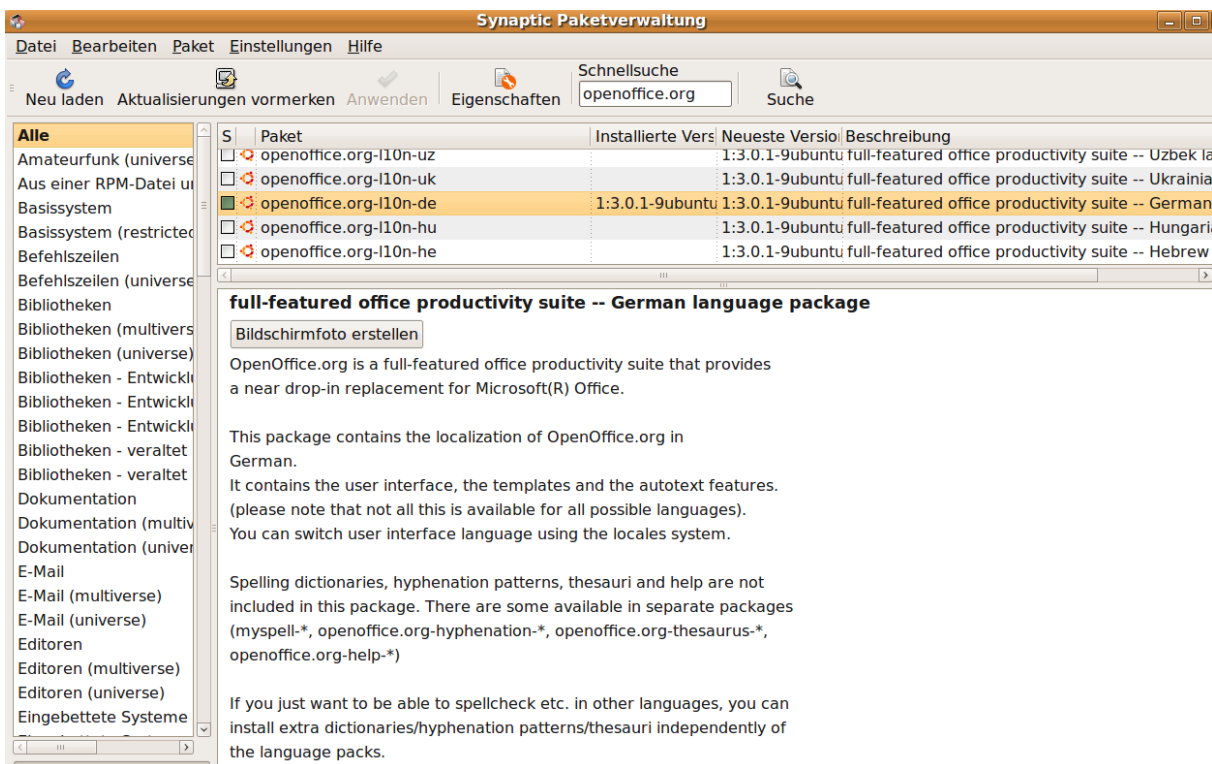 Synaptic Paketverwaltung
Datei Bearbeiten Paket Einstellungen Hilfe
Neu laden Aktualisierungen vormerken Anwenden Eigenschaften Schnellsuche openoffice.org Suche
Alle
Amateurfunk (universe
Aus einer RPM-Datei
Basissystem
Basissystem (restricted
Befehlszeilen
Befehlszeilen (universe
Bibliotheken
Bibliotheken (multivers
Bibliotheken (universe)
Bibliotheken - Entwickl
Bibliotheken - Entwickl
Bibliotheken - Entwickl
Bibliotheken - veraltet
Bibliotheken - veraltet
Dokumentation
Dokumentation (multiv
Dokumentation (univer
E-Mail
E-Mail (multiverse)
E-Mail (universe)
Editoren
Editoren (multiverse)
Editoren (universe)
Eingebettete Systeme
S Paket Installierte Vers Neueste Version Beschreibung
openoffice.org-l10n-uz 1:3.0.1-9ubuntu full-featured office productivity suite -- Uzbek la
openoffice.org-l10n-uk 1:3.0.1-9ubuntu full-featured office productivity suite -- Ukrainia
openoffice.org-l10n-de 1:3.0.1-9ubuntu 1:3.0.1-9ubuntu full-featured office productivity suite -- German
openoffice.org-l10n-hu 1:3.0.1-9ubuntu full-featured office productivity suite -- Hungari
openoffice.org-l10n-he 1:3.0.1-9ubuntu full-featured office productivity suite -- Hebrew
full-featured office productivity suite -- German language package
Bildschirmfoto erstellen
OpenOffice.org is a full-featured office productivity suite that provides
a near drop-in replacement for Microsoft(R) Office.
This package contains the localization of OpenOffice.org in
German.
It contains the user interface, the templates and the autotext features.
(please note that not all this is available for all possible languages).
You can switch user interface language using the locales system.
Spelling dictionaries, hyphenation patterns, thesauri and help are not
included in this package. There are some available in separate packages
(myspell-*, openoffice.org-hyphenation-*, openoffice.org-thesaurus-*,
openoffice.org-help-*)
If you just want to be able to spellcheck etc. in other languages, you can
install extra dictionaries/hyphenation patterns/thesauri independently of
the language packs.